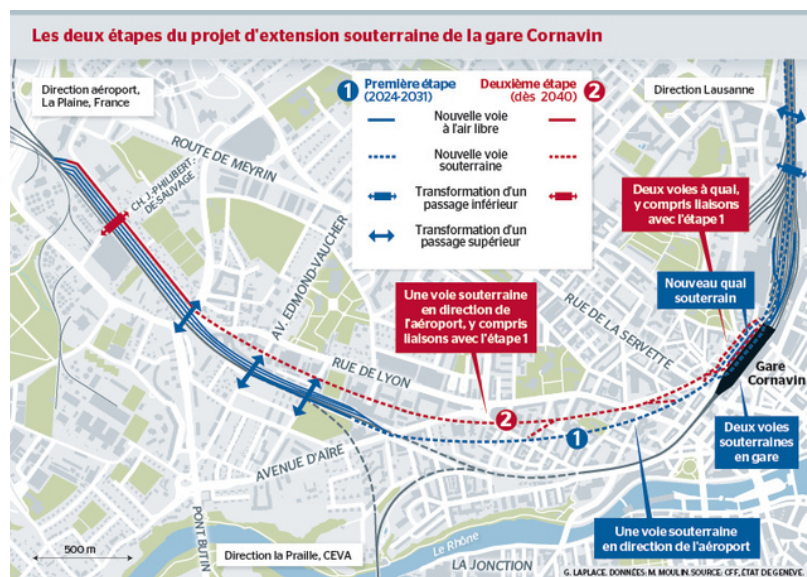 Les deux étapes du projet d'extension souterraine de la gare Cornavin
Direction aéroport,
La Plaine, France
1
Première étape
(2024-2031)
Deuxième étape
(dès 2040)
2
Nouvelle voie
à l'air libre
Nouvelle voie
souterraine
Transformation d'un
passage inférieur
Transformation d'un
passage supérieur
Direction Lausanne
ROUTE DE MEYRIN
CH. J.-PHILIBERT-
DE-SAUVAGE
AV. EDMOND-VAUCHER
Deux voies à quai,
y compris liaisons
avec l'étape 1
Nouveau quai
souterrain
Une voie souterraine
en direction de
l'aéroport, y compris
liaisons avec l'étape 1
RUE DE LA SERVETTE
RUE DE LYON
Gare
Cornavin
2
1
Deux voies
souterraines
en gare
AVENUE D'AÏRE
PONT BUTIN
Une voie souterraine
en direction de l'aéroport
500 m
Direction la Praille, CEVA
Le Rhône
LA JONCTION
G. LAPLACE. DONNÉES: M. MOULIN. SOURCE: CFF, ÉTAT DE GENÈVE.